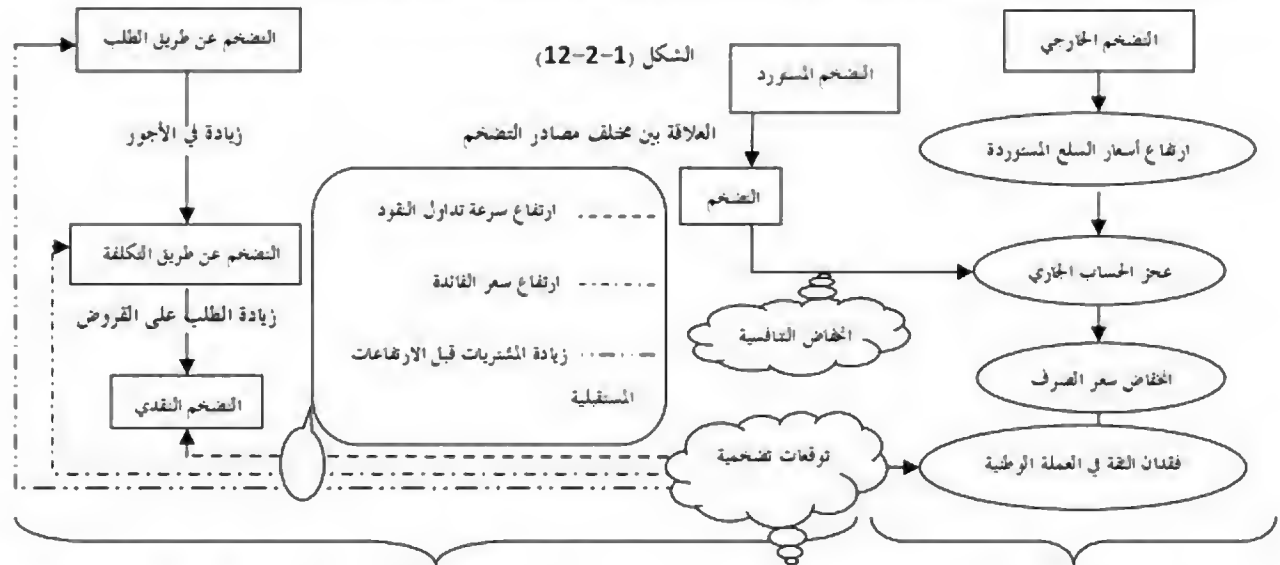 التضخم الخارجي
التضخم عن طريق الطلب
الشكل (1-2-12)
التضخم المستورد
زيادة في الأجور
العلاقة بين مختلف مصادر التضخم
ارتفاع أسعار السلع المستوردة
التضخم
ارتفاع سرعة تداول النقود
التضخم عن طريق التكلفة
عجز الحساب الجاري
ارتفاع سعر الفائدة
زيادة الطلب على القروض
انخفاض التنافسية
زيادة المشتريات قبل الارتفاعات
المستقبلية
انخفاض سعر الصرف
التضخم النقدي
توقعات تضخمية
فقدان الثقة في العملة الوطنية